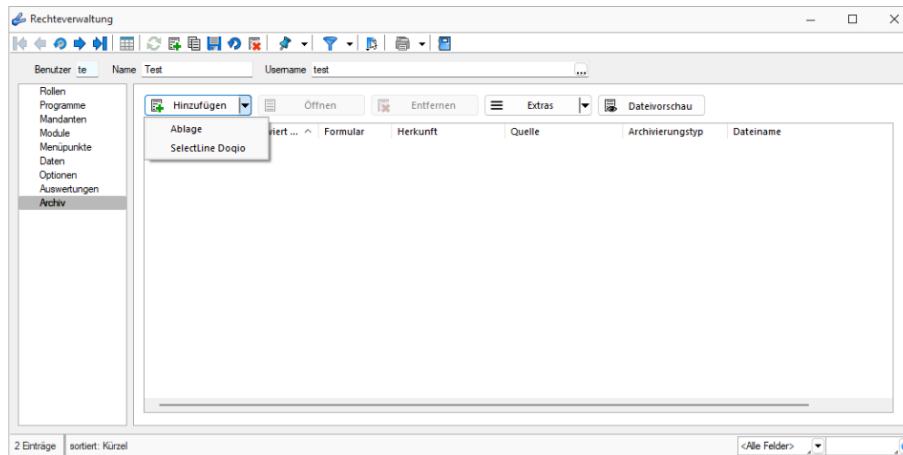 Rechteverwaltung
Benutzer te Name Test Username test ...
Rollen
Programme
Mandanten
Module
Menüpunkte
Daten
Optionen
Auswertungen
Archiv
Hinzufügen Öffnen Entfernen Extras Dateivorschau
Ablage
SelectLine Doqio
viert ... Formular Herkunft Quelle Archivierungstyp Dateiname
2 Einträge sortiert: Kürzel <Alle Felder>